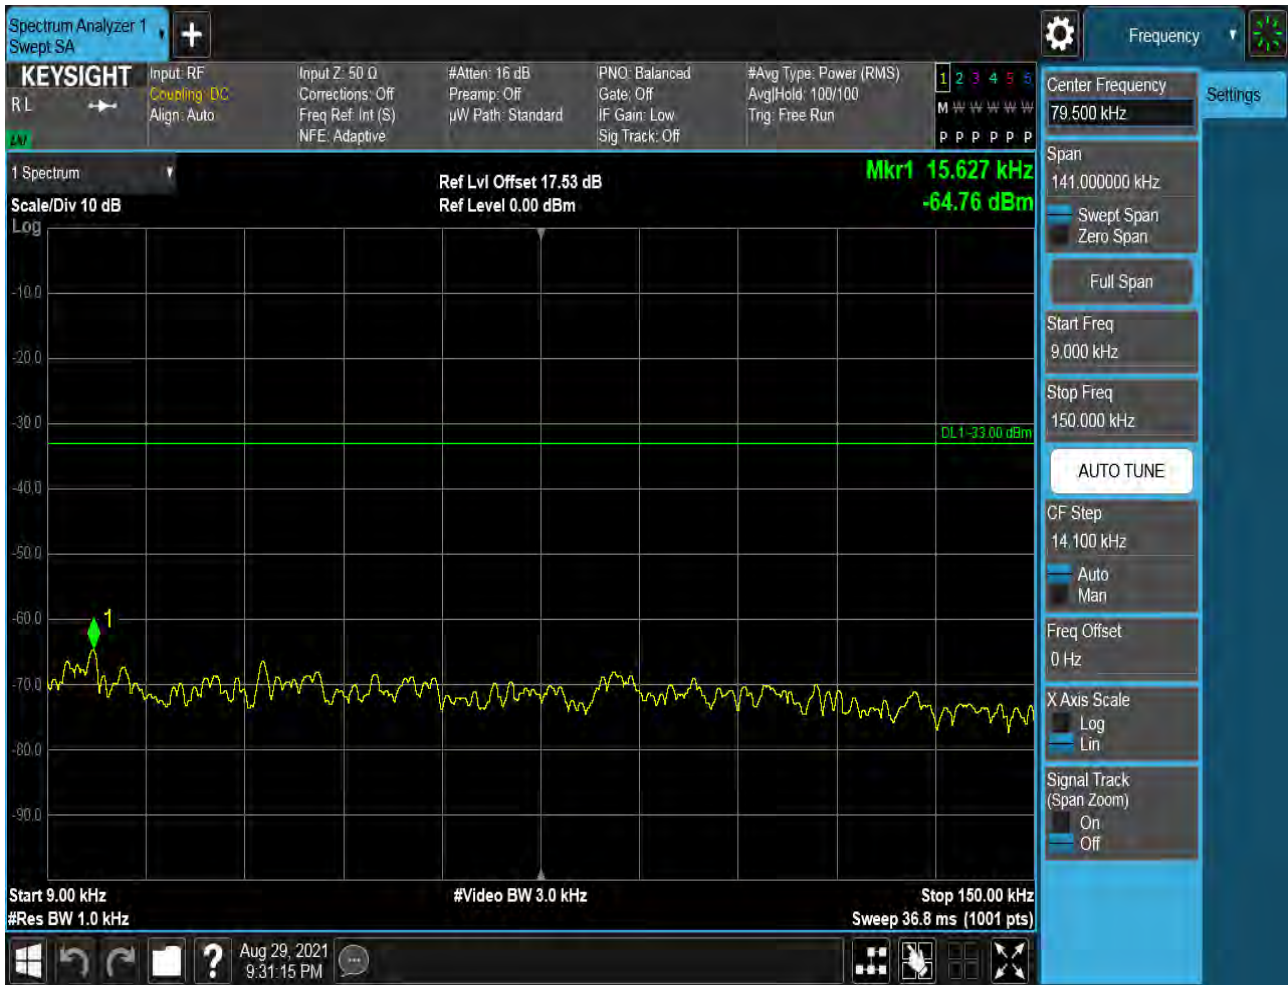 Spectrum Analyzer 1
Swept SA
Frequency
KEYSIGHT
R L
Input: RF
Coupling: DC
Align: Auto
Input Z: 50 Ω
Corrections: Off
Freq Ref: Int (S)
NFE: Adaptive
#Atten: 16 dB
Preamp: Off
µW Path: Standard
PNO: Balanced
Gate: Off
IF Gain: Low
Sig Track: Off
#Avg Type: Power (RMS)
Avg|Hold: 100/100
Trig: Free Run
1 2 3 4 5 6
M W W W W W
P P P P P P
1 Spectrum
Scale/Div 10 dB
Log
Ref Lvl Offset 17.53 dB
Ref Level 0.00 dBm
Mkr1 15.627 kHz
-64.76 dBm
-10.0
-20.0
-30.0
DL1 -33.00 dBm
-40.0
-50.0
-60.0
1
-70.0
-80.0
-90.0
Start 9.00 kHz
#Res BW 1.0 kHz
#Video BW 3.0 kHz
Stop 150.00 kHz
Sweep 36.8 ms (1001 pts)
?
Aug 29, 2021
9:31:15 PM
Center Frequency
79.500 kHz
Settings
Span
141.000000 kHz
Swept Span
Zero Span
Full Span
Start Freq
9.000 kHz
Stop Freq
150.000 kHz
AUTO TUNE
CF Step
14.100 kHz
Auto
Man
Freq Offset
0 Hz
X Axis Scale
Log
Lin
Signal Track
(Span Zoom)
On
Off